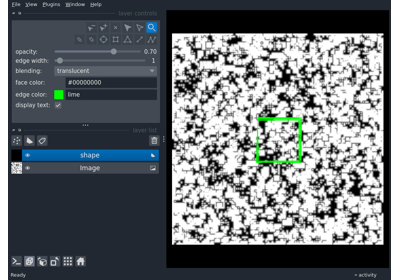 File View Plugins Window Help
layer controls
opacity: 0.70
edge width: 1
blending: translucent
face color: #00000000
edge color: lime
display text:
layer list
shape
Image
Ready
activity